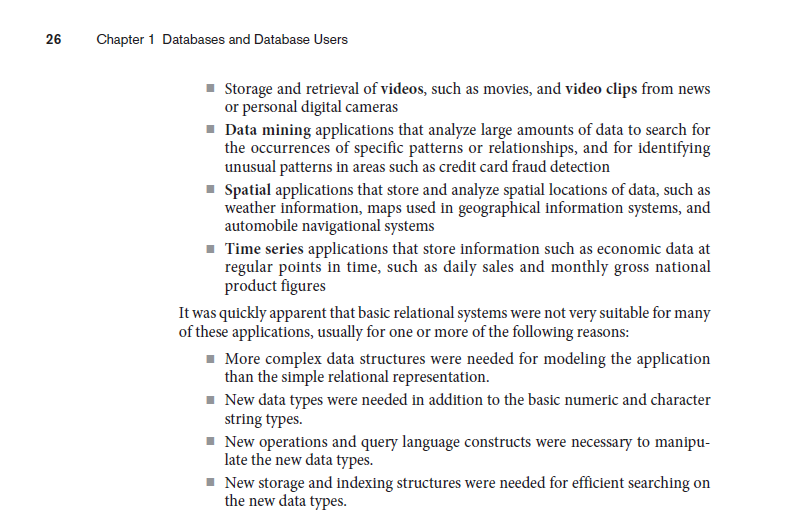 26 Chapter 1 Databases and Database Users
■ Storage and retrieval of videos, such as movies, and video clips from news
or personal digital cameras
■ Data mining applications that analyze large amounts of data to search for
the occurrences of specific patterns or relationships, and for identifying
unusual patterns in areas such as credit card fraud detection
■ Spatial applications that store and analyze spatial locations of data, such as
weather information, maps used in geographical information systems, and
automobile navigational systems
■ Time series applications that store information such as economic data at
regular points in time, such as daily sales and monthly gross national
product figures
It was quickly apparent that basic relational systems were not very suitable for many
of these applications, usually for one or more of the following reasons:
■ More complex data structures were needed for modeling the application
than the simple relational representation.
■ New data types were needed in addition to the basic numeric and character
string types.
■ New operations and query language constructs were necessary to manipu-
late the new data types.
■ New storage and indexing structures were needed for efficient searching on
the new data types.